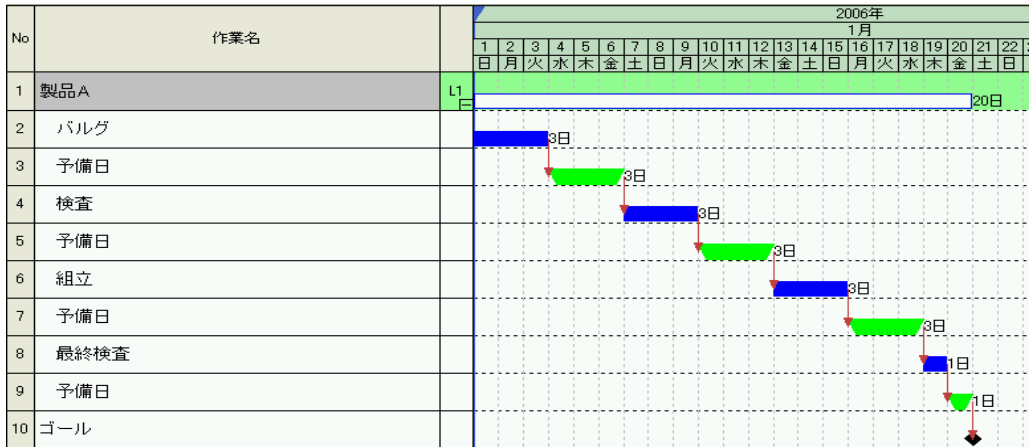 2006年
1月
No 作業名 1 2 3 4 5 6 7 8 9 10 11 12 13 14 15 16 17 18 19 20 21 22
日 月 火 水 木 金 土 日 月 火 水 木 金 土 日 月 火 水 木 金 土 日
1 製品A L1 20日
2 バルグ 3日
3 予備日 3日
4 検査 3日
5 予備日 3日
6 組立 3日
7 予備日 3日
8 最終検査 1日
9 予備日 1日
10 ゴール